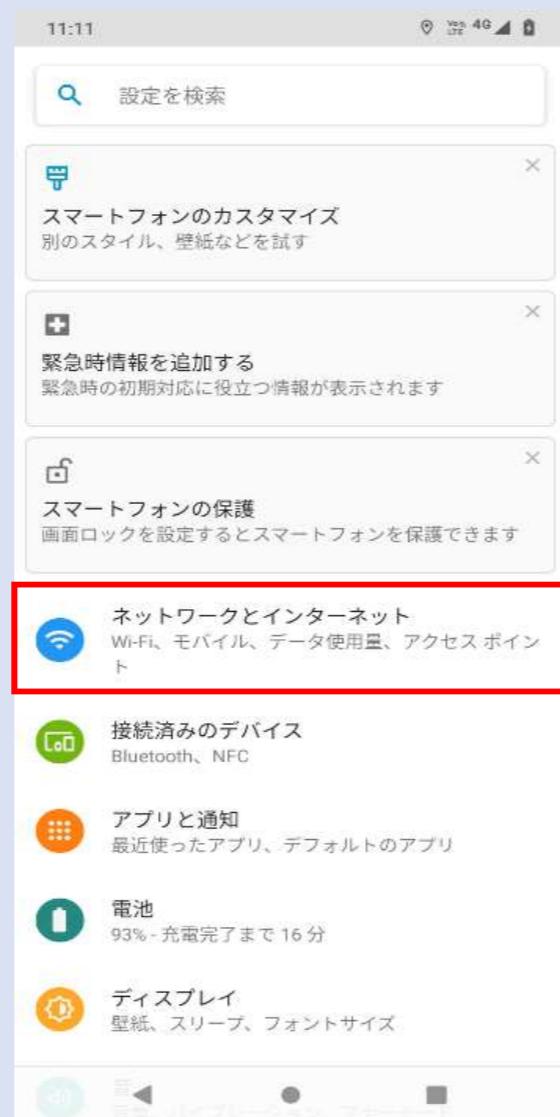 11:11
VoLTE 4G
設定を検索
スマートフォンのカスタマイズ
別のスタイル、壁紙などを試す
緊急時情報を追加する
緊急時の初期対応に役立つ情報が表示されます
スマートフォンの保護
画面ロックを設定するとスマートフォンを保護できます
ネットワークとインターネット
Wi-Fi、モバイル、データ使用量、アクセス ポイン
ト
接続済みのデバイス
Bluetooth、NFC
アプリと通知
最近使ったアプリ、デフォルトのアプリ
電池
93% - 充電完了まで 16 分
ディスプレイ
壁紙、スリープ、フォントサイズ